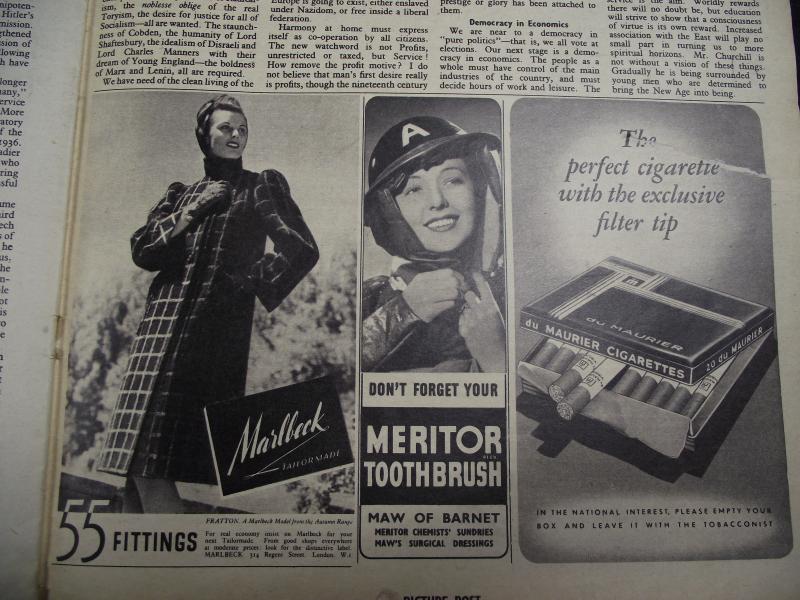 ism, the noblesse oblige of the real
Toryism, the desire for justice for all of
Socialism—all are wanted. The staunch-
ness of Cobden, the humanity of Lord
Shaftesbury, the idealism of Disraeli and
Lord Charles Manners with their
dream of Young England—the boldness
of Marx and Lenin, all are required.
We have need of the clean living of the
Europe is going to exist, either enslaved
under Nazidom, or free inside a liberal
federation.
Harmony at home must express
itself as co-operation by all citizens.
The new watchword is not Profits,
unrestricted or taxed, but Service!
How remove the profit motive? I do
not believe that man's first desire really
is profits, though the nineteenth century
prestige or glory has been attached to
them.
Democracy in Economics
We are near to a democracy in
"pure politics"—that is, we all vote at
elections. Our next stage is a demo-
cracy in economics. The people as a
whole must have control of the main
industries of the country, and must
decide hours of work and leisure. The
service is the aim. Worldly rewards
there will no doubt be, but education
will strive to show that a consciousness
of virtue is its own reward. Increased
association with the East will play no
small part in turning us to more
spiritual horizons. Mr. Churchill is
not without a vision of these things.
Gradually he is being surrounded by
young men who are determined to
bring the New Age into being.
Marlbeck
TAILORMADE
55 FITTINGS
FRATTON. A Marlbeck Model from the Autumn Range
For real economy insist on Marlbeck for your
next Tailormade. From good shops everywhere
at moderate prices: look for the distinctive label.
MARLBECK 314 Regent Street. London. W.1
A
DON'T FORGET YOUR
MERITOR
REGD.
TOOTHBRUSH
MAW OF BARNET
MERITOR CHEMISTS' SUNDRIES
MAW'S SURGICAL DRESSINGS
The
perfect cigarette
with the exclusive
filter tip
du MAURIER
du MAURIER CIGARETTES
20 du MAURIER
IN THE NATIONAL INTEREST, PLEASE EMPTY YOUR
BOX AND LEAVE IT WITH THE TOBACCONIST
PICTURE POST